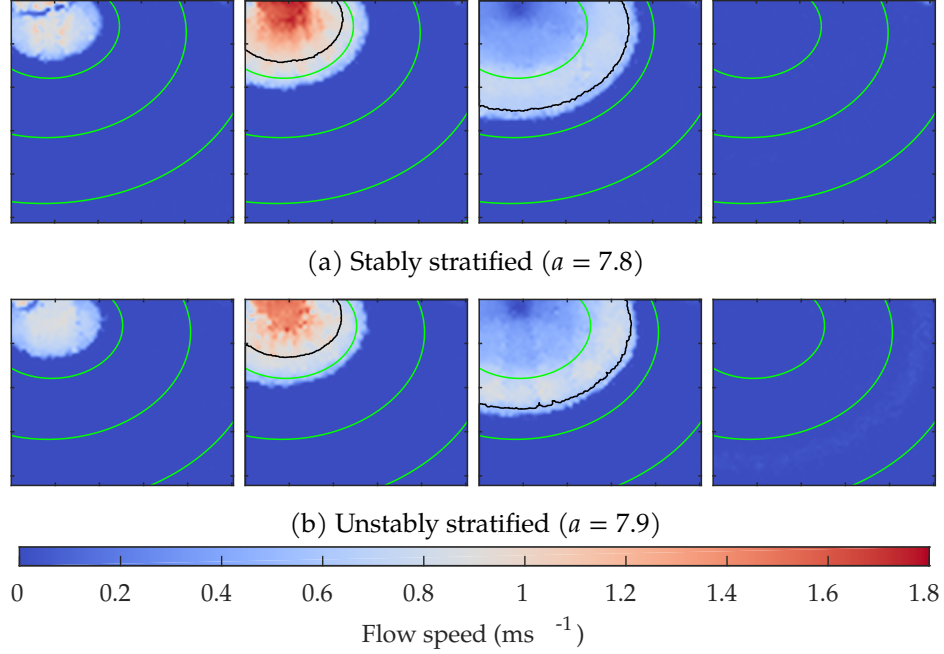 (a) Stably stratified (a = 7.8)
(b) Unstably stratified (a = 7.9)
0 0.2 0.4 0.6 0.8 1 1.2 1.4 1.6 1.8
Flow speed (ms -1)